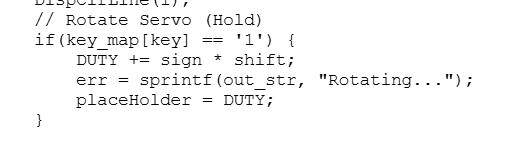 // Rotate Servo (Hold)
if(key_map[key] == '1') {
    DUTY += sign * shift;
    err = sprintf(out_str, "Rotating...");
    placeHolder = DUTY;
}